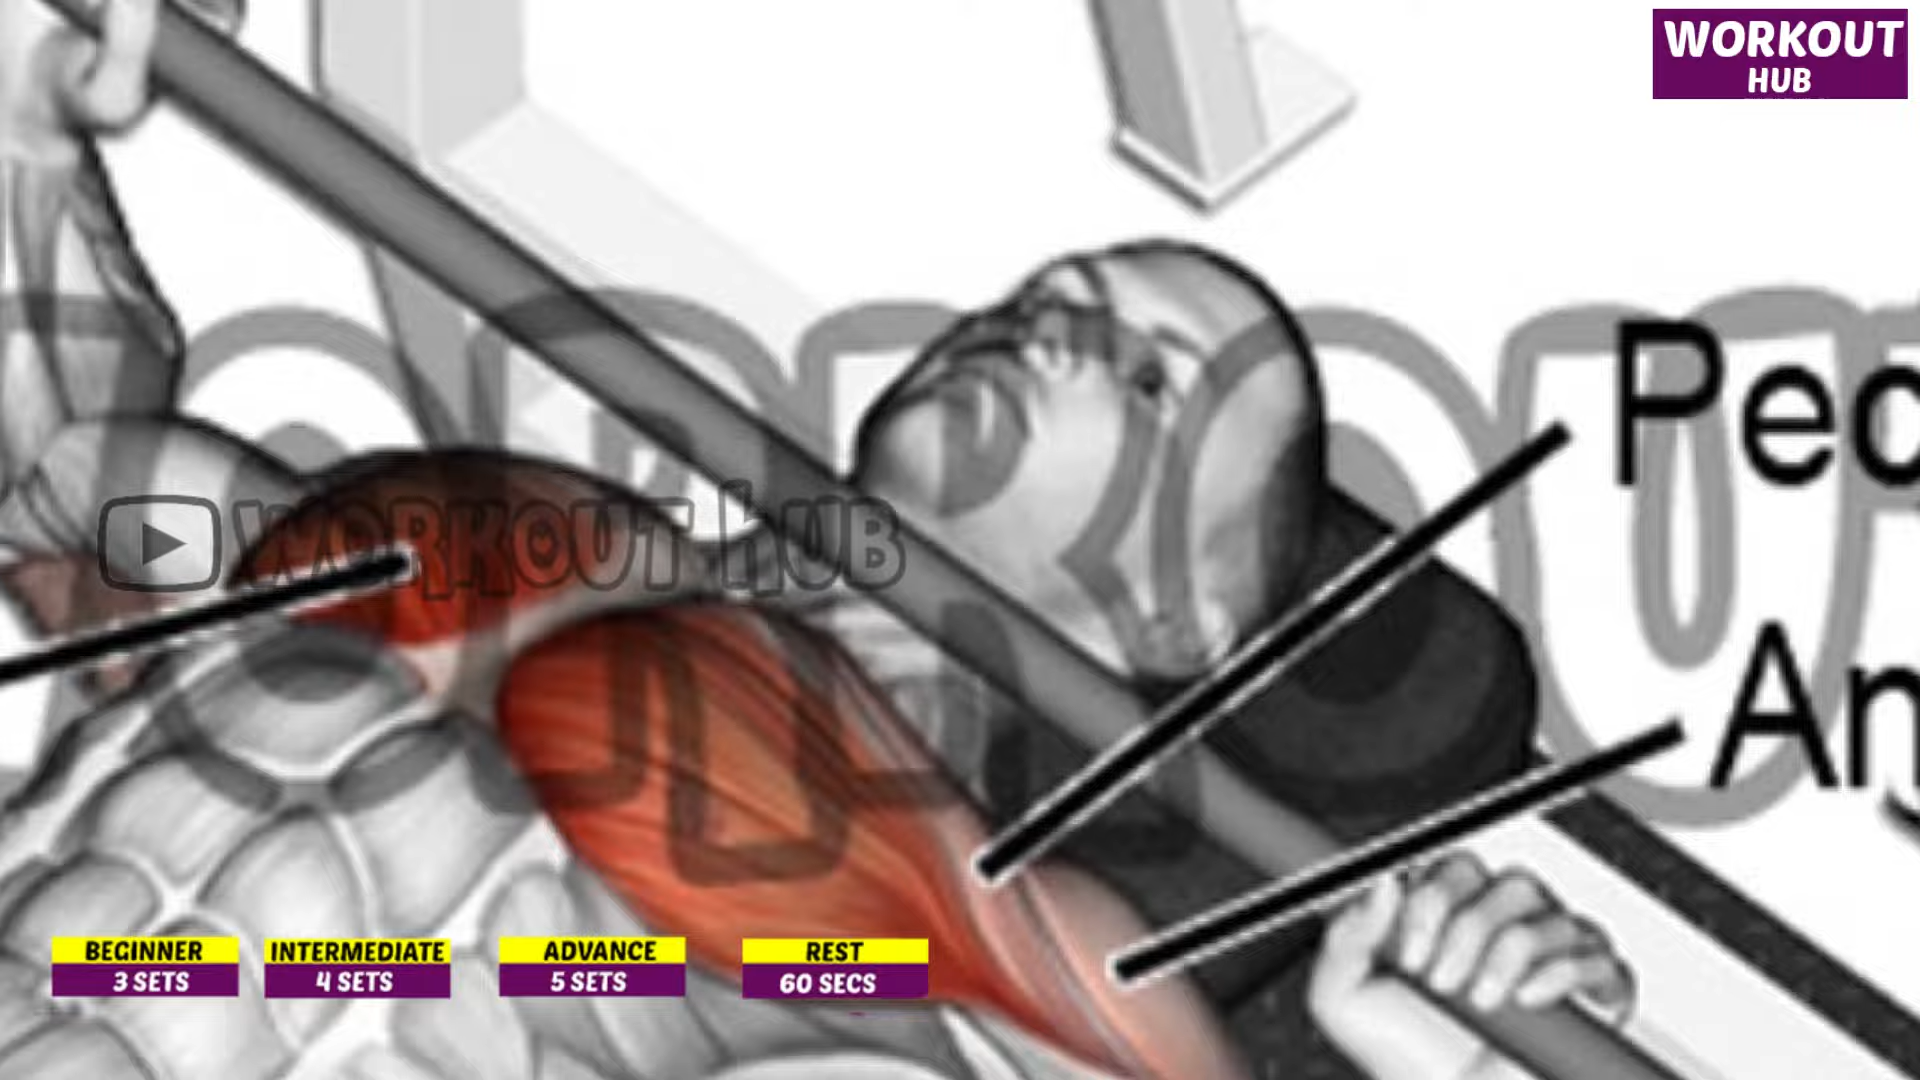 WORKOUT
HUB
Pec
An
WORKOUT HUB
BEGINNER
3 SETS
INTERMEDIATE
4 SETS
ADVANCE
5 SETS
REST
60 SECS